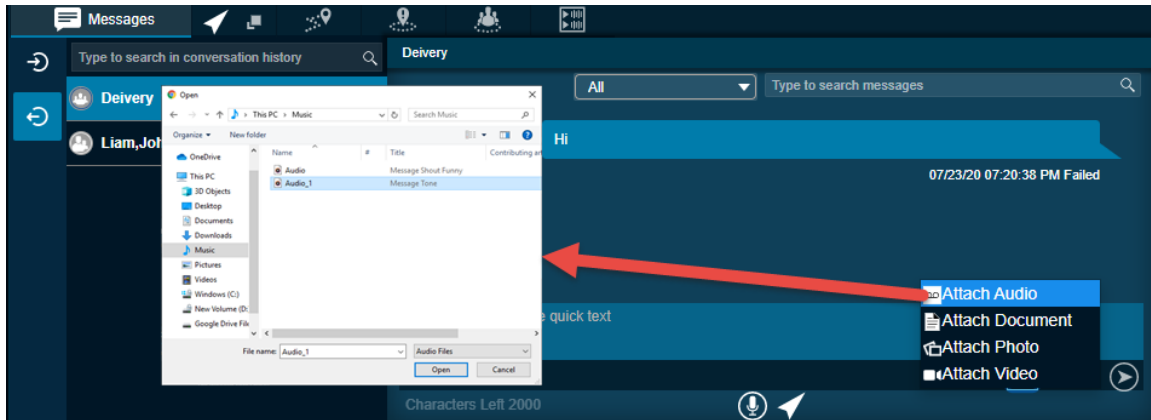 Messages
Type to search in conversation history
Deivery
All
Type to search messages
Deivery
Liam,Joh
Hi
07/23/20 07:20:38 PM Failed
Open
This PC
Music
Search Music
Organize
New folder
Name
#
Title
Contributing art
OneDrive
This PC
3D Objects
Desktop
Documents
Downloads
Music
Pictures
Videos
Windows (C:)
New Volume (D:
Google Drive File
Audio
Message Shout Funny
Audio_1
Message Tone
File name:
Audio_1
Audio Files
Open
Cancel
quick text
Attach Audio
Attach Document
Attach Photo
Attach Video
Characters Left 2000